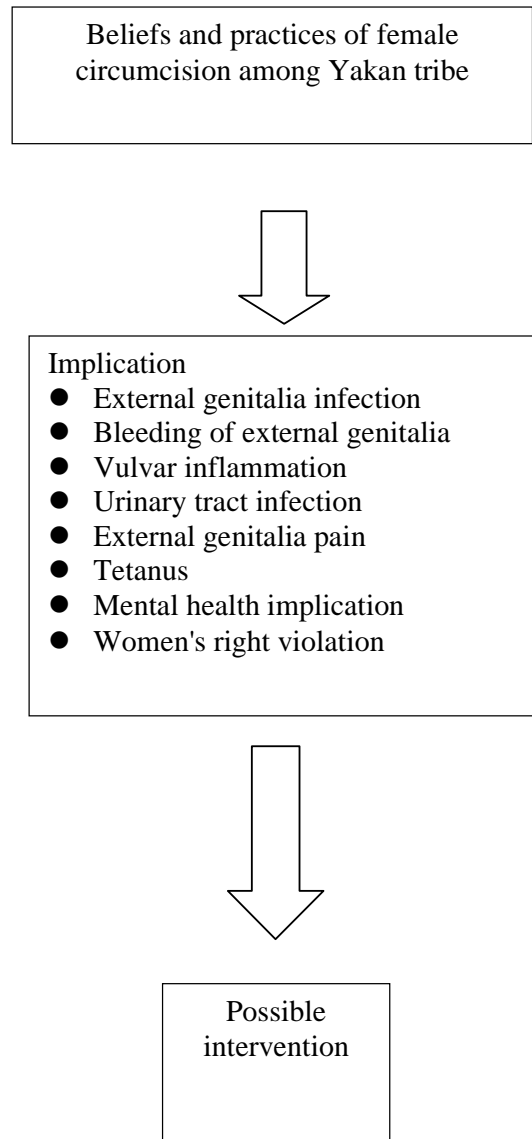 Beliefs and practices of female
circumcision among Yakan tribe
Implication
● External genitalia infection
● Bleeding of external genitalia
● Vulvar inflammation
● Urinary tract infection
● External genitalia pain
● Tetanus
● Mental health implication
● Women's right violation
Possible
intervention